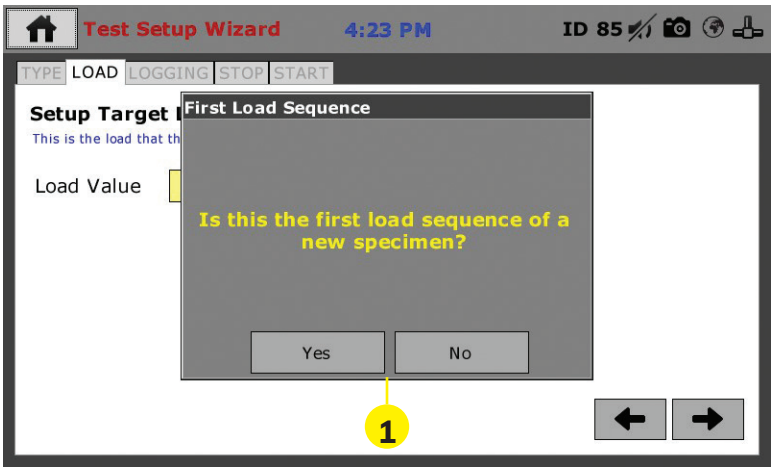 Test Setup Wizard 4:23 PM ID 85
TYPE LOAD LOGGING STOP START
First Load Sequence
Setup Target
This is the load that th
Load Value
Is this the first load sequence of a
new specimen?
Yes No
1